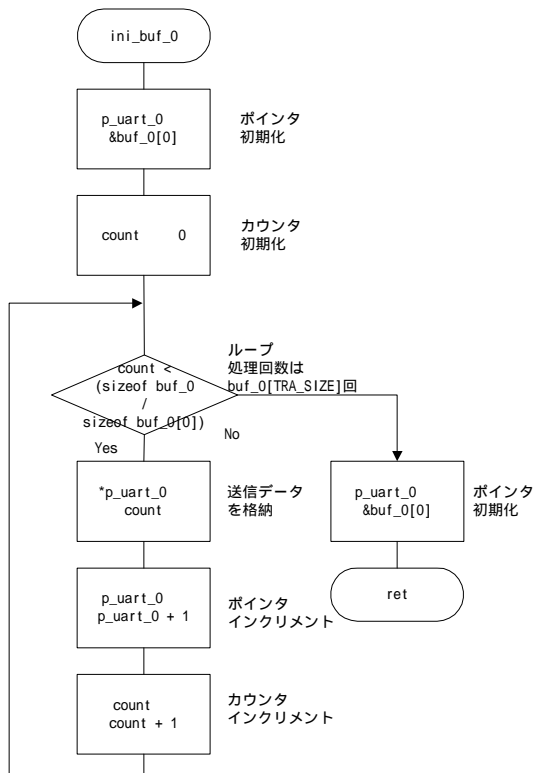 ini_buf_0
p_uart_0
&buf_0[0]
ポインタ
初期化
count 0
カウンタ
初期化
ループ
処理回数は
buf_0[TRA_SIZE]回
count <
(sizeof buf_0
/
sizeof buf_0[0])
Yes
No
*p_uart_0
count
送信データ
を格納
p_uart_0
&buf_0[0]
ポインタ
初期化
p_uart_0
p_uart_0 + 1
ポインタ
インクリメント
ret
count
count + 1
カウンタ
インクリメント